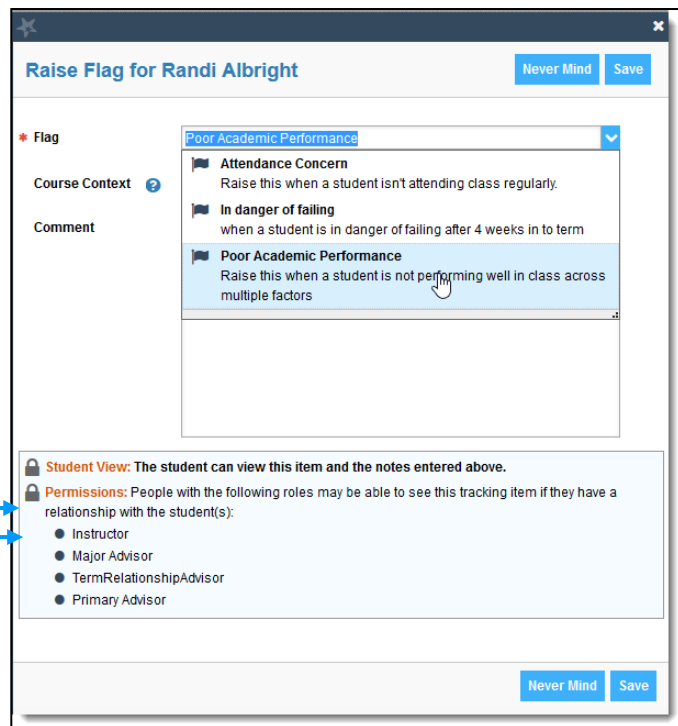 Raise Flag for Randi Albright
Never Mind
Save
* Flag
Poor Academic Performance
Attendance Concern
Raise this when a student isn't attending class regularly.
Course Context ?
In danger of failing
when a student is in danger of failing after 4 weeks in to term
Comment
Poor Academic Performance
Raise this when a student is not performing well in class across
multiple factors
Student View: The student can view this item and the notes entered above.
Permissions: People with the following roles may be able to see this tracking item if they have a
relationship with the student(s):
Instructor
Major Advisor
TermRelationshipAdvisor
Primary Advisor
Never Mind
Save